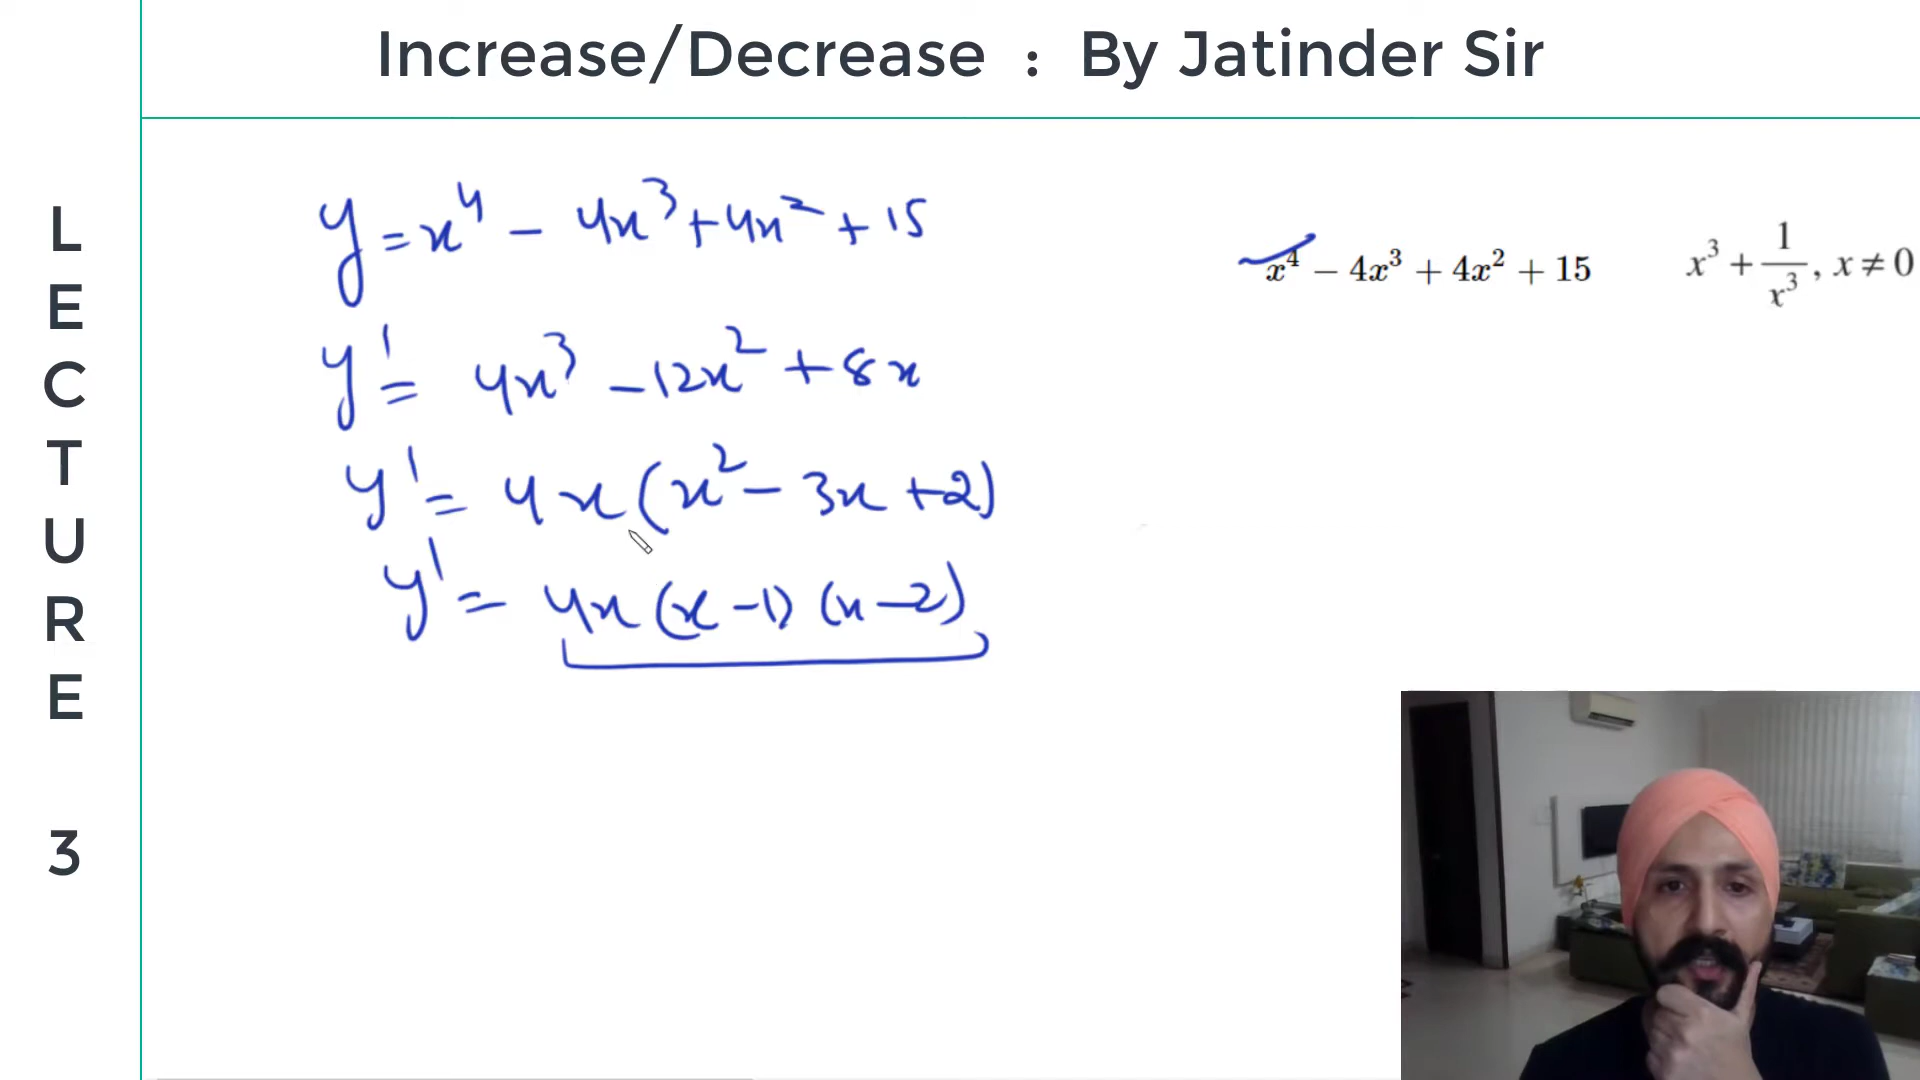 Increase/Decrease : By Jatinder Sir
LECTURE 3
y = x⁴ - 4x³ + 4x² + 15
y' = 4x³ - 12x² + 8x
y' = 4x(x² - 3x + 2)
y' = 4x(x - 1)(x - 2)
x⁴ − 4x³ + 4x² + 15
x³ + 1/x³, x ≠ 0